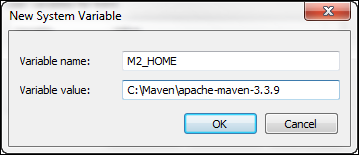 New System Variable
Variable name:
M2_HOME
Variable value:
C:\Maven\apache-maven-3.3.9
OK
Cancel